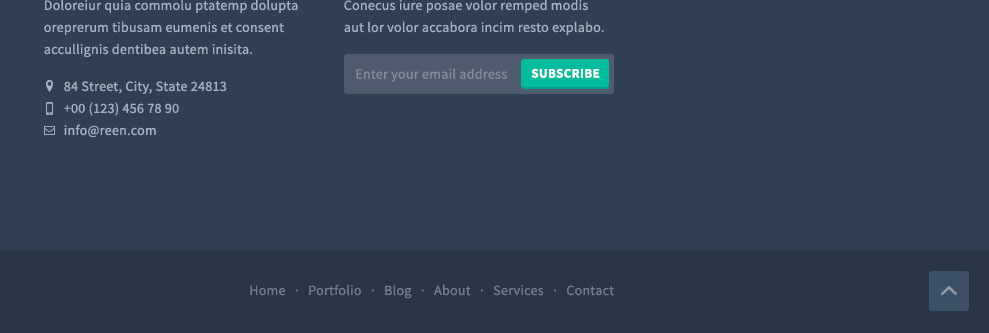 Doloreiur quia commolu ptatemp dolupta
oreprerum tibusam eumenis et consent
accullignis dentibea autem inisita.
84 Street, City, State 24813
+00 (123) 456 78 90
info@reen.com
Conecus iure posae volor remped modis
aut lor volor accabora incim resto explabo.
Enter your email address SUBSCRIBE
Home · Portfolio · Blog · About · Services · Contact